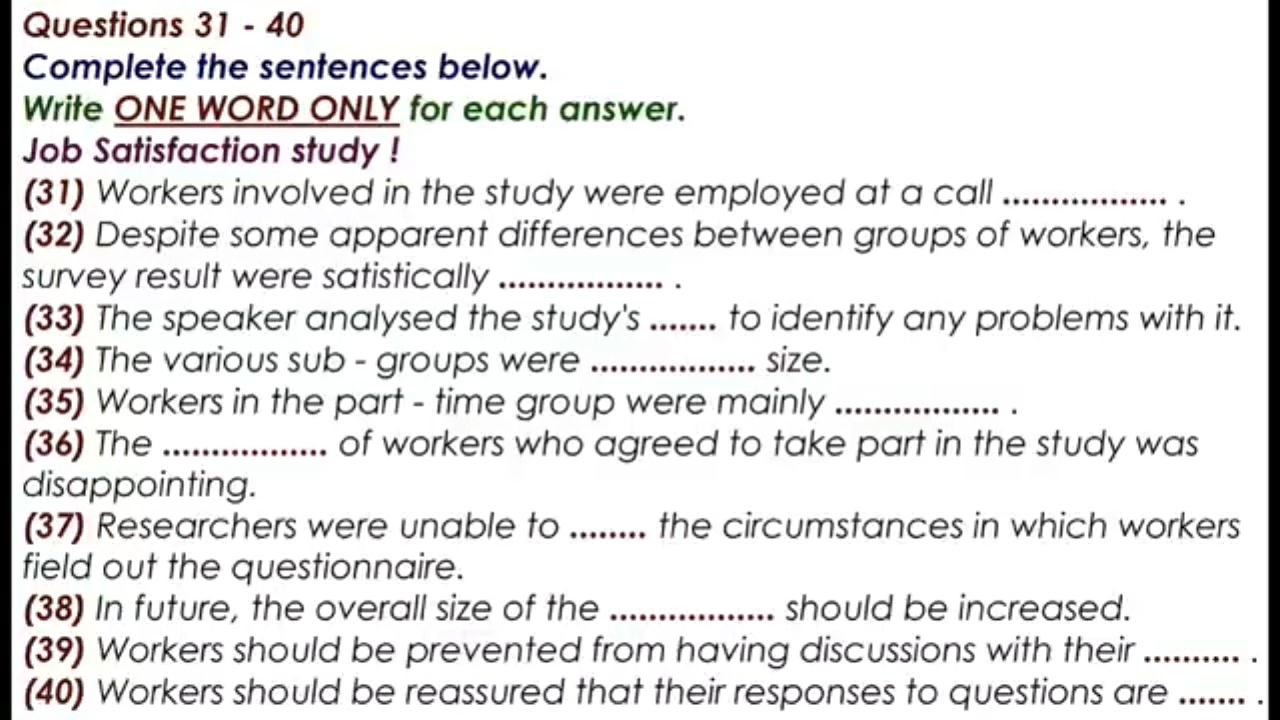 Questions 31 - 40
Complete the sentences below.
Write ONE WORD ONLY for each answer.
Job Satisfaction study !
(31) Workers involved in the study were employed at a call ................. .
(32) Despite some apparent differences between groups of workers, the
survey result were satistically ................. .
(33) The speaker analysed the study's ....... to identify any problems with it.
(34) The various sub - groups were ................. size.
(35) Workers in the part - time group were mainly ................. .
(36) The ................. of workers who agreed to take part in the study was
disappointing.
(37) Researchers were unable to ........ the circumstances in which workers
field out the questionnaire.
(38) In future, the overall size of the ................. should be increased.
(39) Workers should be prevented from having discussions with their .......... .
(40) Workers should be reassured that their responses to questions are ....... .